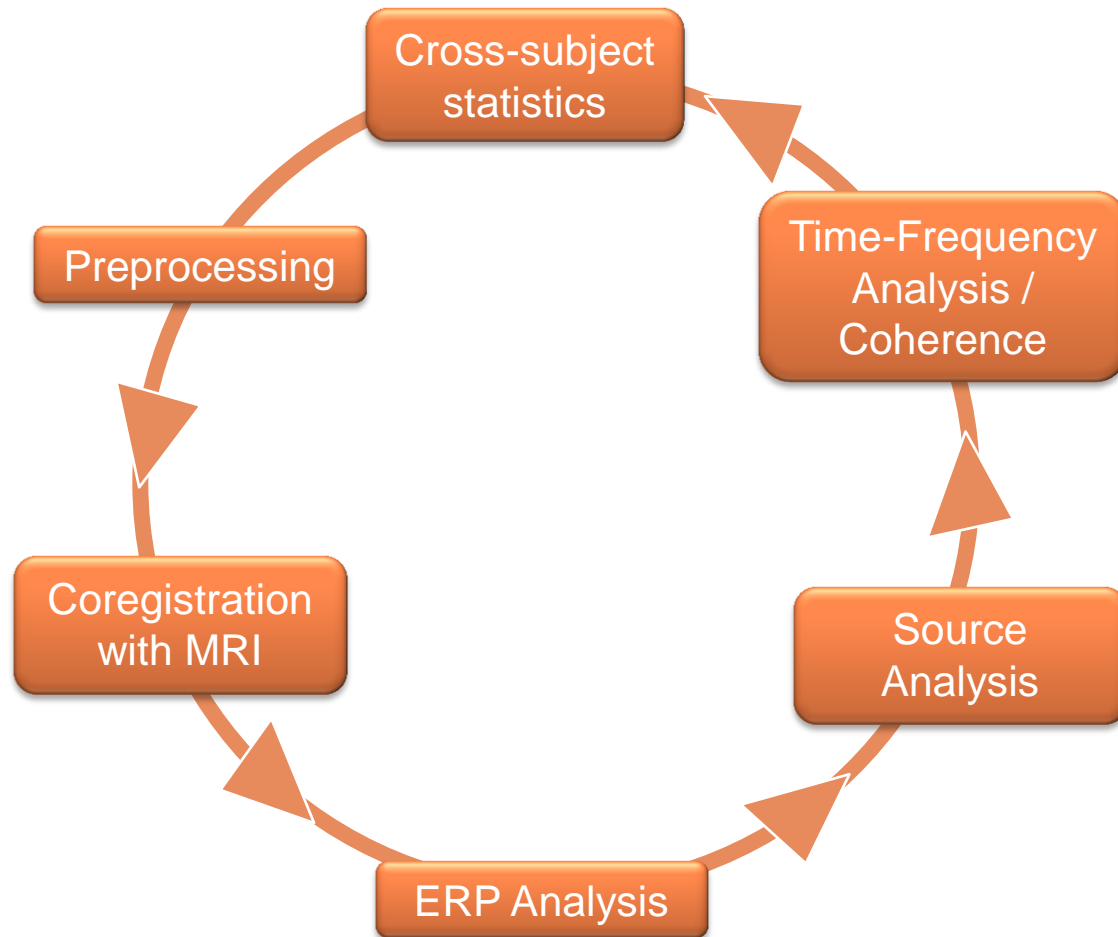 Cross-subject
statistics
Preprocessing
Time-Frequency
Analysis /
Coherence
Coregistration
with MRI
Source
Analysis
ERP Analysis